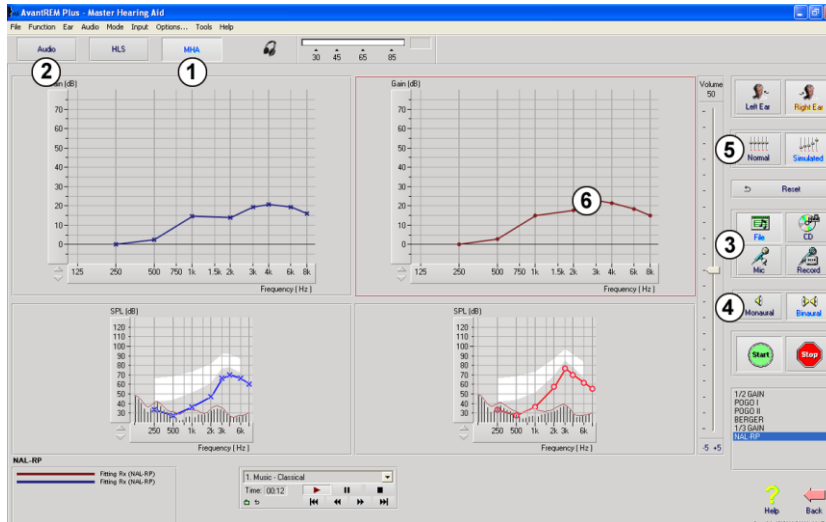 AvantREM Plus - Master Hearing Aid
File Function Ear Audio Mode Input Options... Tools Help
Audio HLS MHA
30 45 65 85
2 1
Gain (dB)
70
60
50
40
30
20
10
0
125 250 500 750 1k 1.5k 2k 3k 4k 6k 8k
Frequency ( Hz )
Gain (dB)
70
60
50
40
30
20
10
0
6
125 250 500 750 1k 1.5k 2k 3k 4k 6k 8k
Frequency ( Hz )
Volume
50
-5 +5
Left Ear Right Ear
5
Normal Simulated
Reset
File CD
3
Mic Record
4
Monaural Binaural
Start Stop
SPL (dB)
120
110
100
90
80
70
60
50
40
30
250 500 1k 2k 3k 6k
Frequency ( Hz )
SPL (dB)
120
110
100
90
80
70
60
50
40
30
250 500 1k 2k 3k 6k
Frequency ( Hz )
1/2 GAIN
POGO I
POGO II
BERGER
1/3 GAIN
NAL-RP
NAL-RP
Fitting Rx (NAL-RP)
Fitting Rx (NAL-RP)
1. Music - Classical
Time: 00:12
Help Back